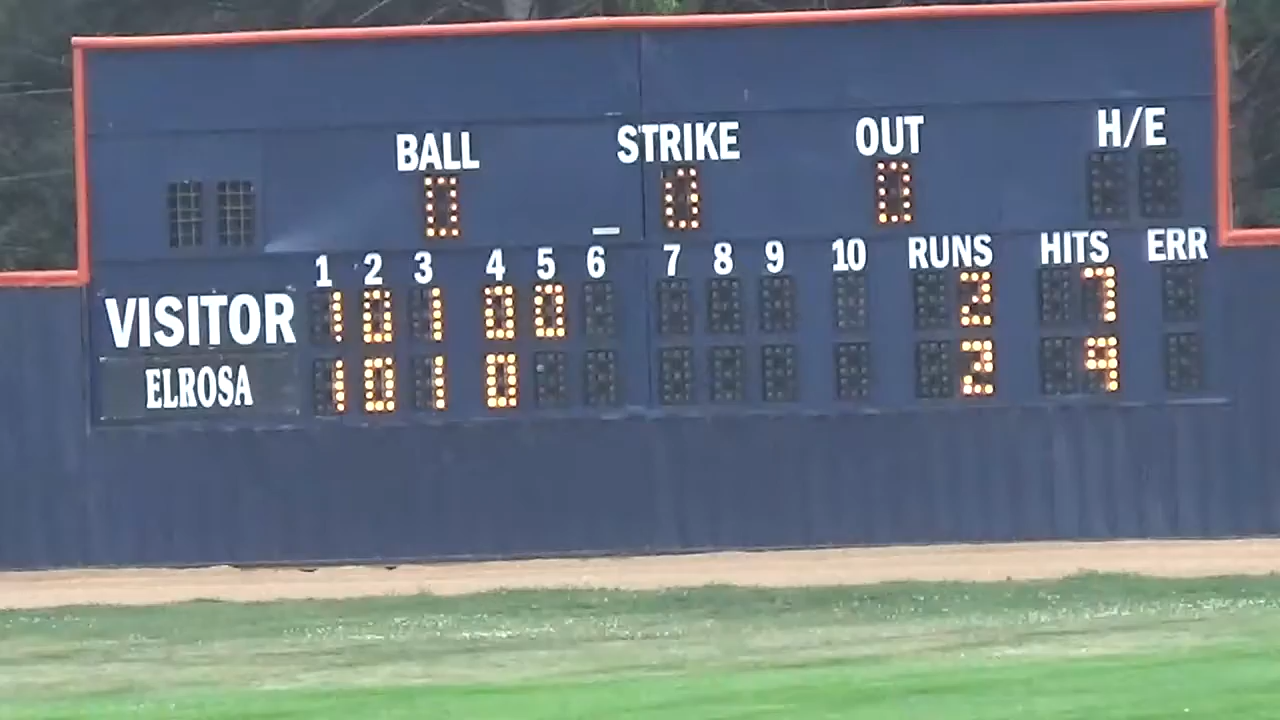 BALL STRIKE OUT H/E
0 0 0
1 2 3 4 5 6 7 8 9 10 RUNS HITS ERR
VISITOR 1 0 1 0 0 2 7
ELROSA 1 0 1 0 2 9